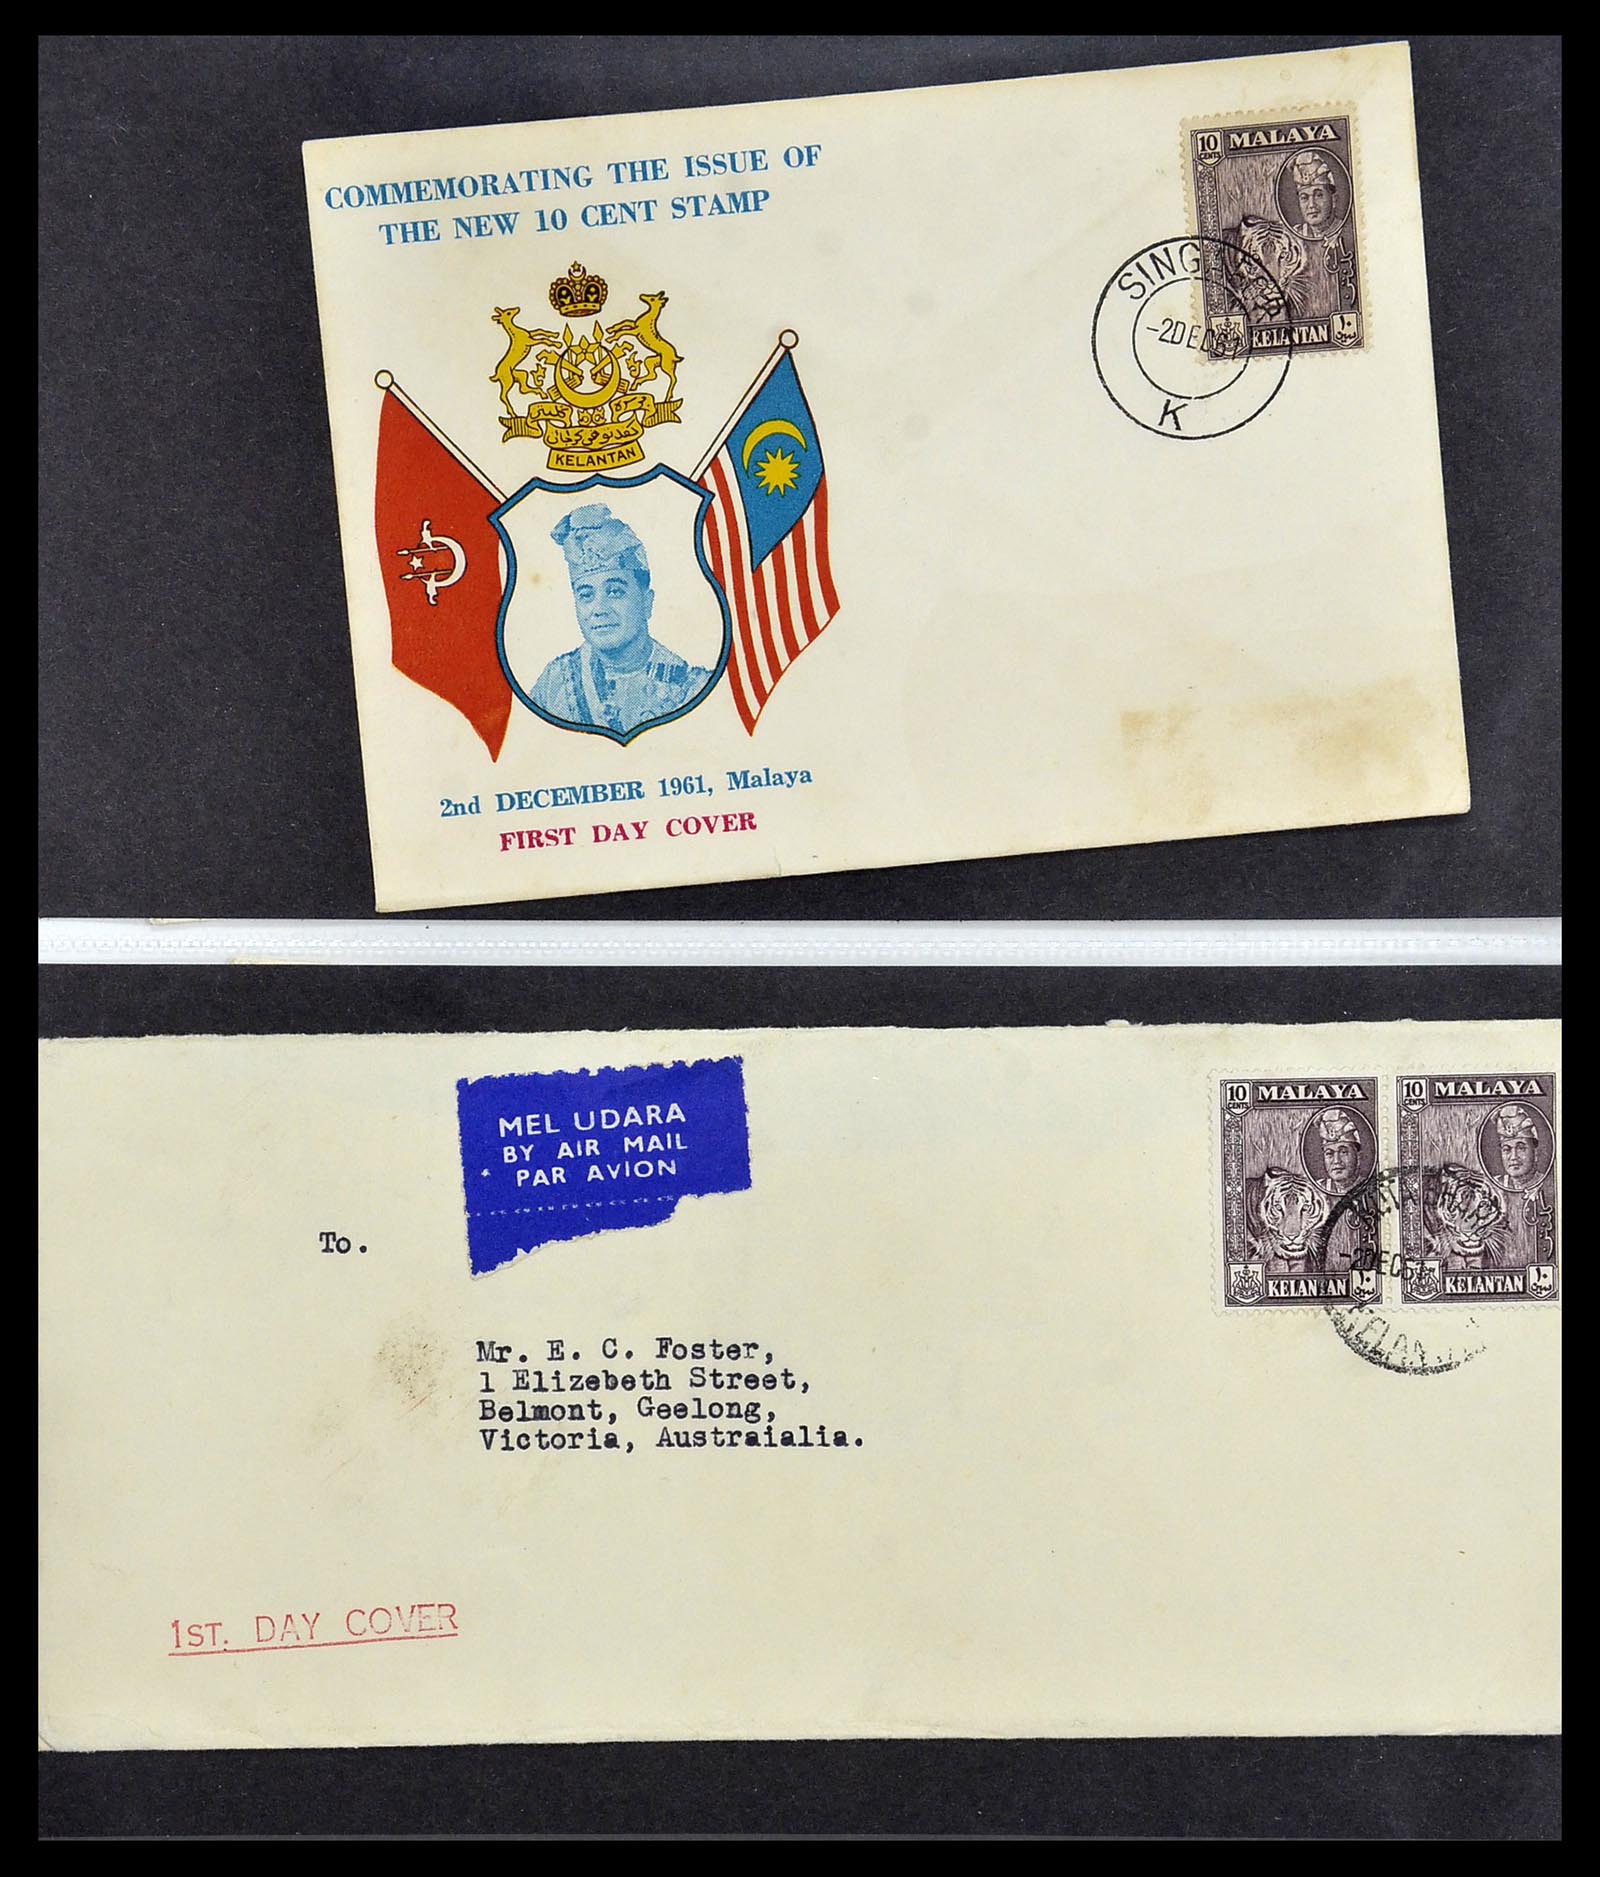 COMMEMORATING THE ISSUE OF
THE NEW 10 CENT STAMP
KELANTAN
2nd DECEMBER 1961, Malaya
FIRST DAY COVER
10 CENTS MALAYA
KELANTAN
-2DEC
K
MEL UDARA
BY AIR MAIL
PAR AVION
To.
Mr. E. C. Foster,
1 Elizebeth Street,
Belmont, Geelong,
Victoria, Austraialia.
10 CENTS MALAYA
KELANTAN
10 CENTS MALAYA
KELANTAN
-2DEC6
1ST. DAY COVER